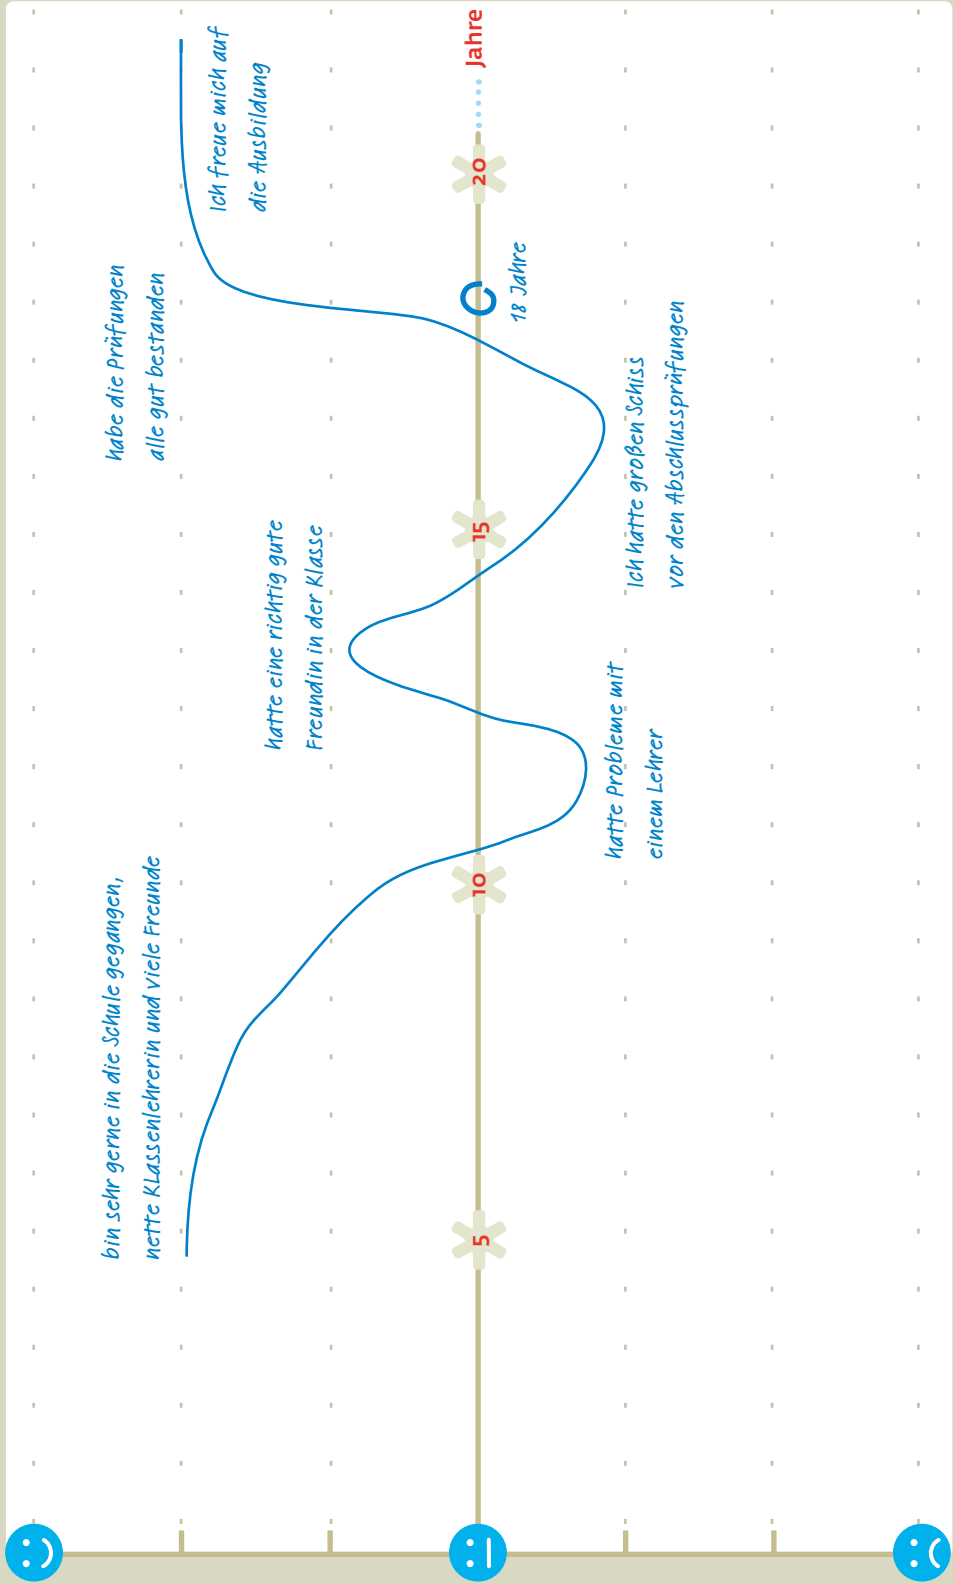 bin sehr gerne in die Schule gegangen,
nette Klassenlehrerin und viele Freunde
hatte Probleme mit
einem Lehrer
hatte eine richtig gute
Freundin in der Klasse
Ich hatte großen Schiss
vor den Abschlussprüfungen
habe die Prüfungen
alle gut bestanden
18 Jahre
Ich freue mich auf
die Ausbildung
5
10
15
20
Jahre